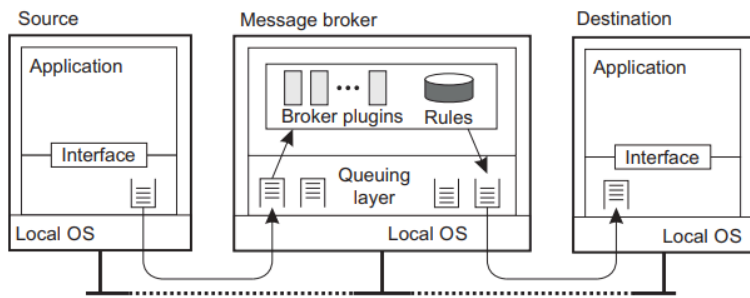 Source
Message broker
Destination
Application
Broker plugins
Rules
Application
Interface
Queuing
layer
Interface
Local OS
Local OS
Local OS